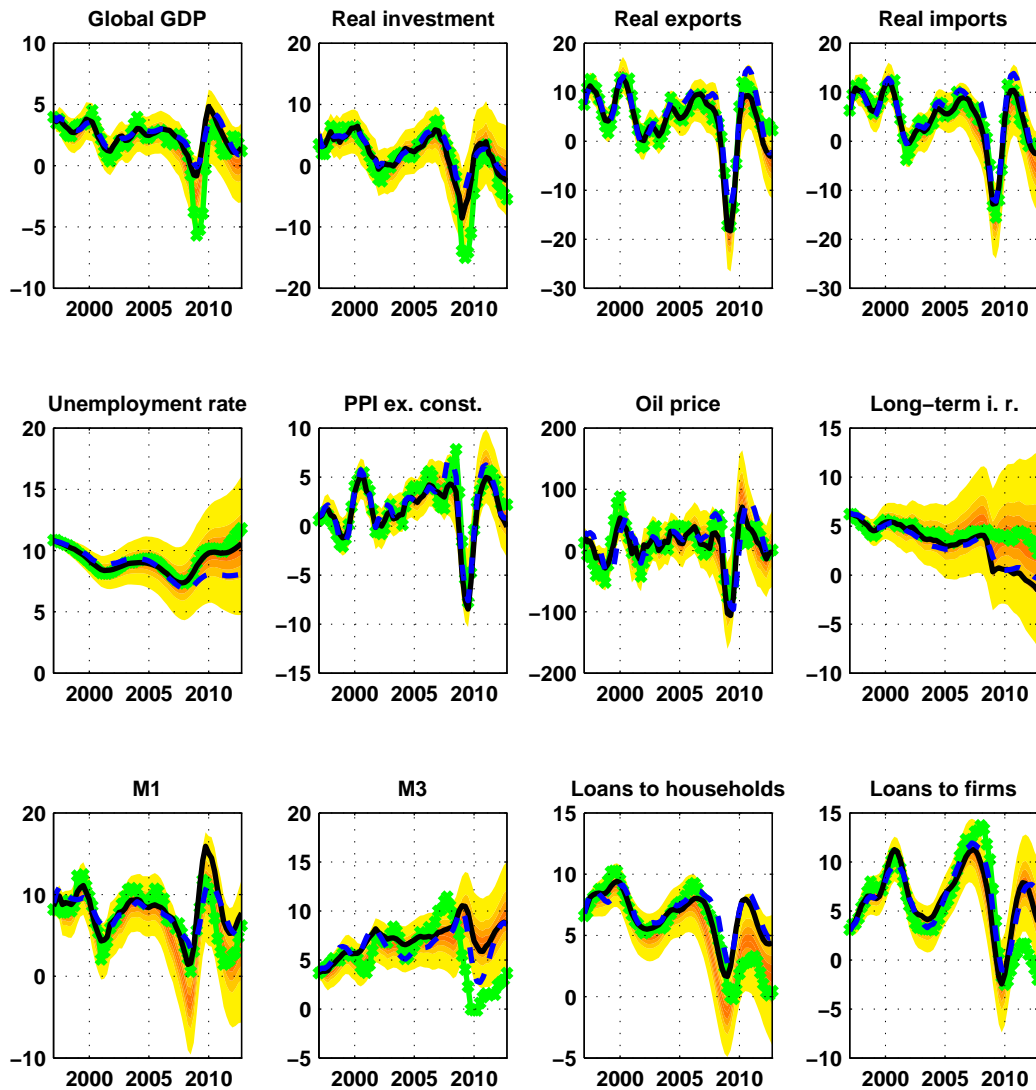 Global GDP
10
5
0
−5
−10
2000 2005 2010
Real investment
20
10
0
−10
−20
2000 2005 2010
Real exports
20
10
0
−10
−20
−30
2000 2005 2010
Real imports
20
10
0
−10
−20
−30
2000 2005 2010
Unemployment rate
20
15
10
5
0
2000 2005 2010
PPI ex. const.
10
5
0
−5
−10
−15
2000 2005 2010
Oil price
200
100
0
−100
−200
2000 2005 2010
Long−term i. r.
15
10
5
0
−5
−10
2000 2005 2010
M1
20
10
0
−10
2000 2005 2010
M3
20
15
10
5
0
−5
2000 2005 2010
Loans to households
15
10
5
0
−5
2000 2005 2010
Loans to firms
20
15
10
5
0
−5
−10
2000 2005 2010